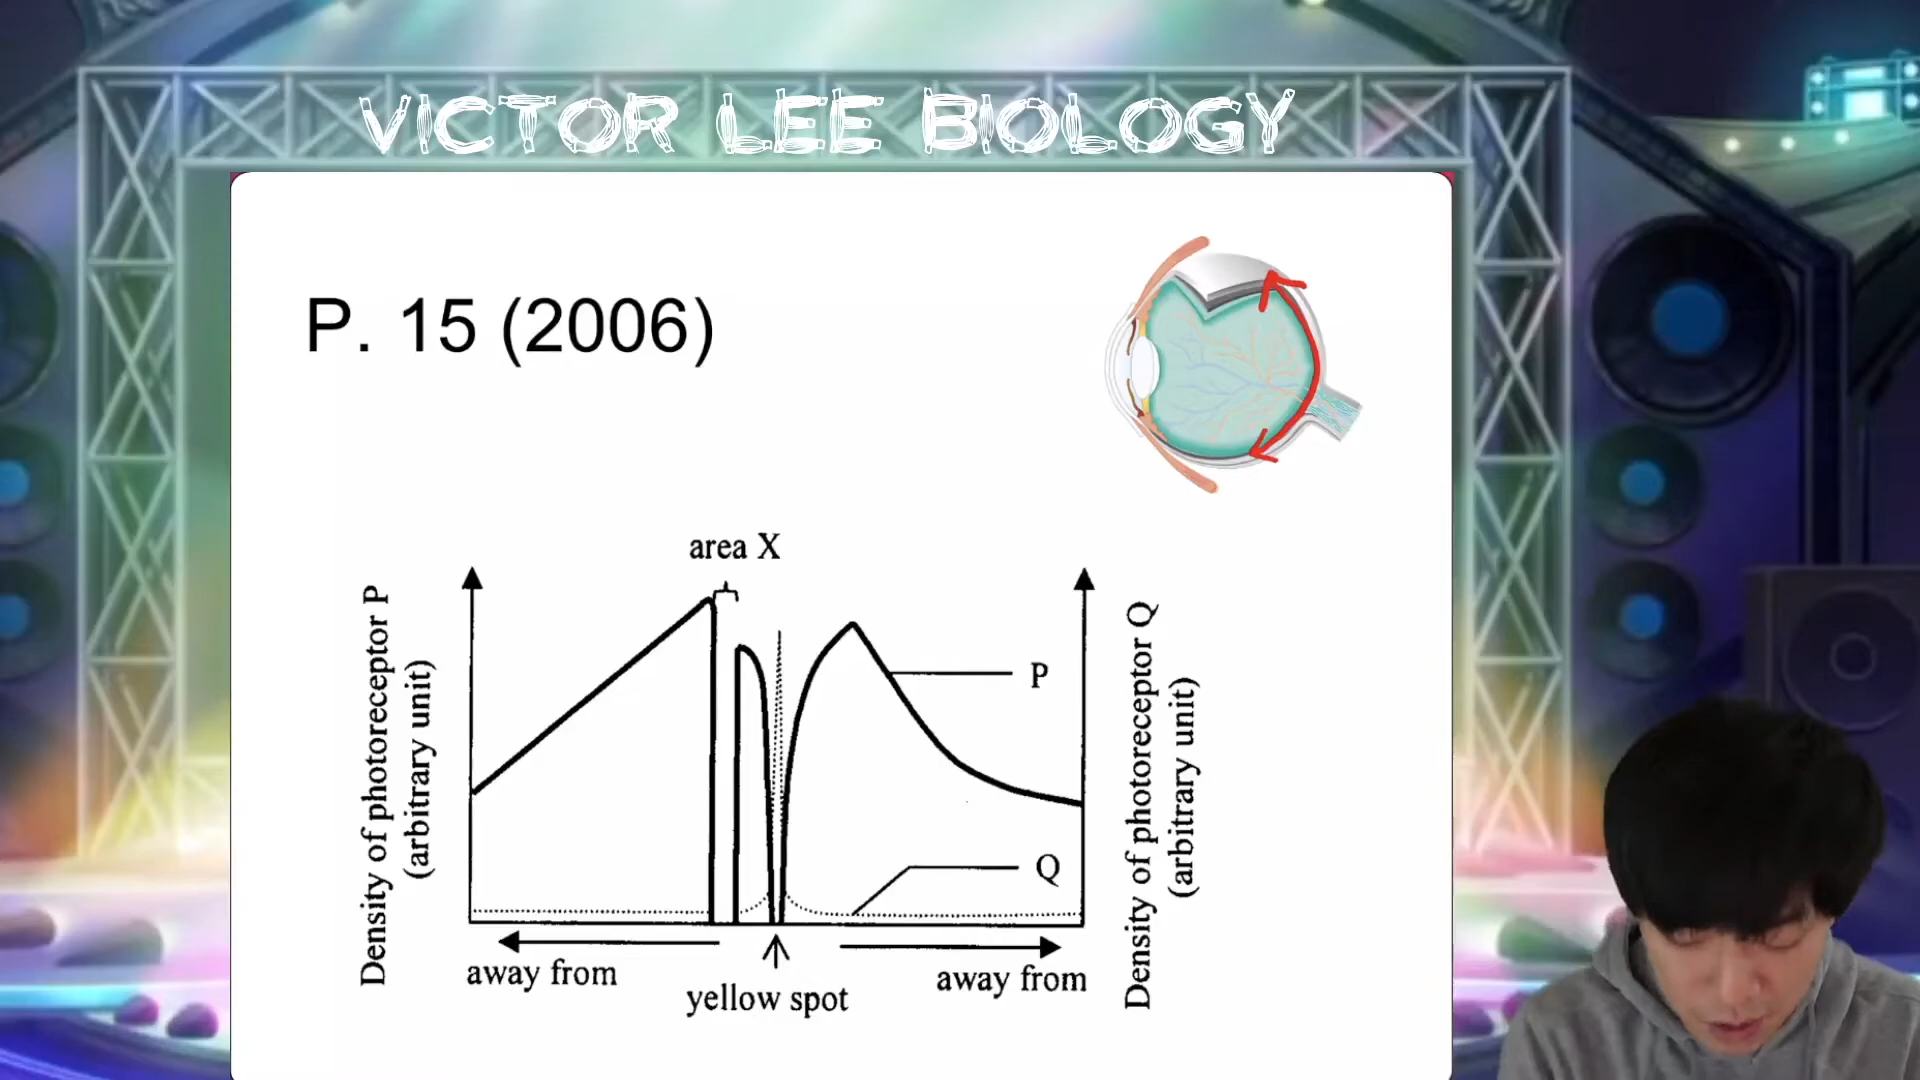 VICTOR LEE BIOLOGY
P. 15 (2006)
area X
Density of photoreceptor P
(arbitrary unit)
P
Q
Density of photoreceptor Q
(arbitrary unit)
away from
yellow spot
away from